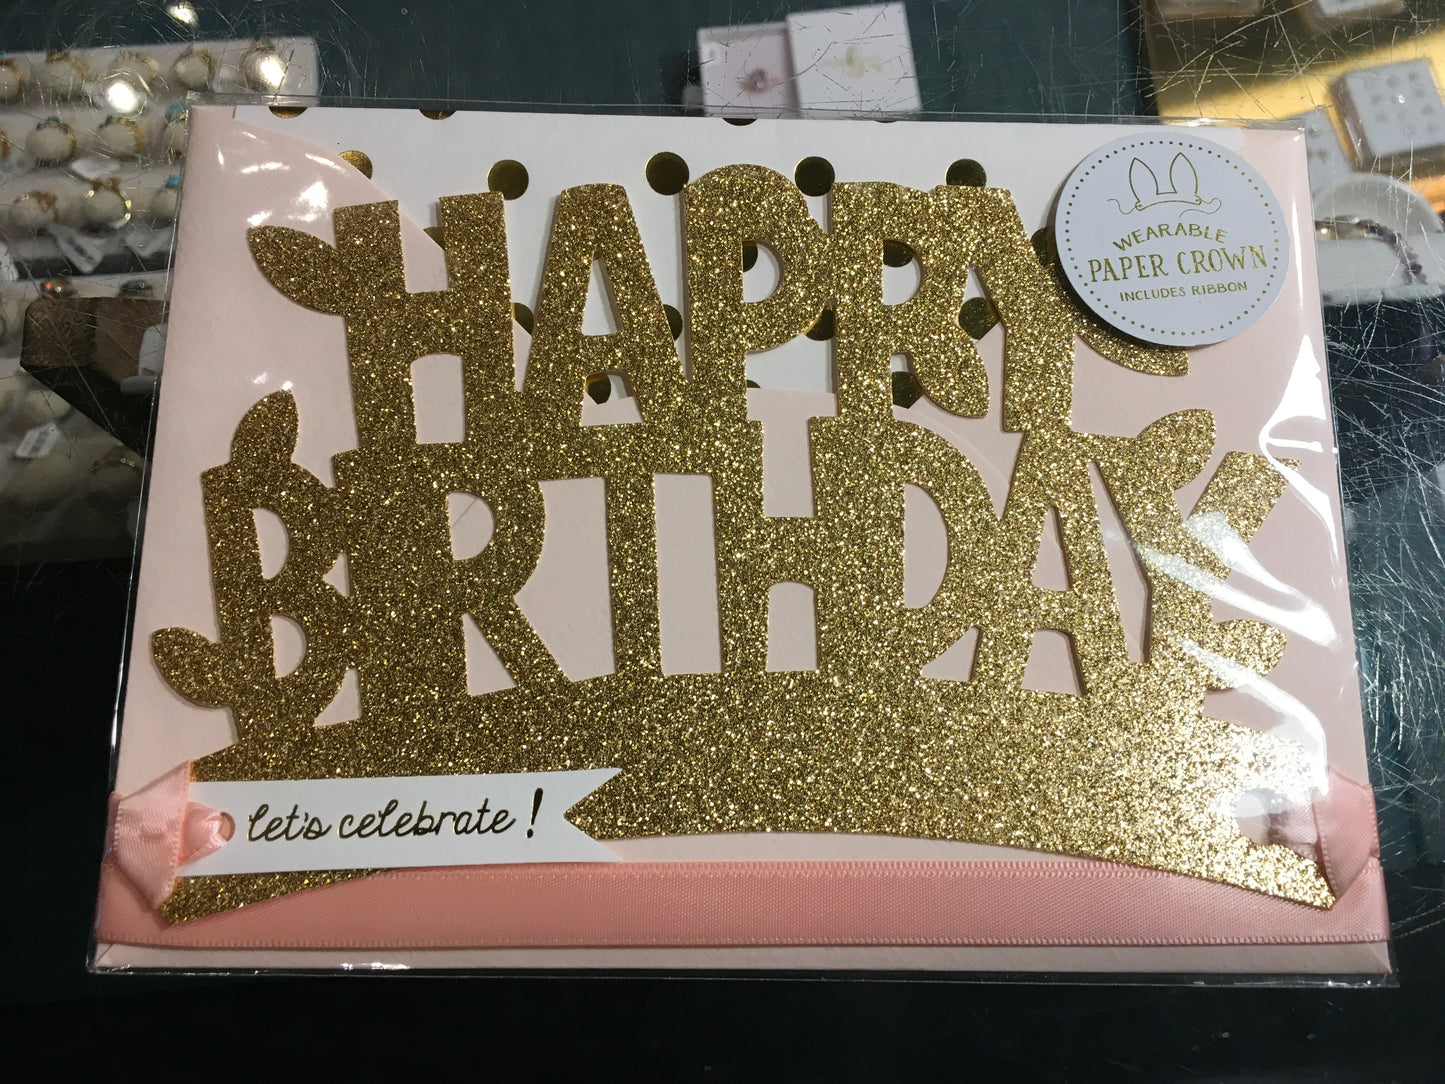 HAPPY
BIRTHDAY
WEARABLE
PAPER CROWN
INCLUDES RIBBON
let's celebrate!